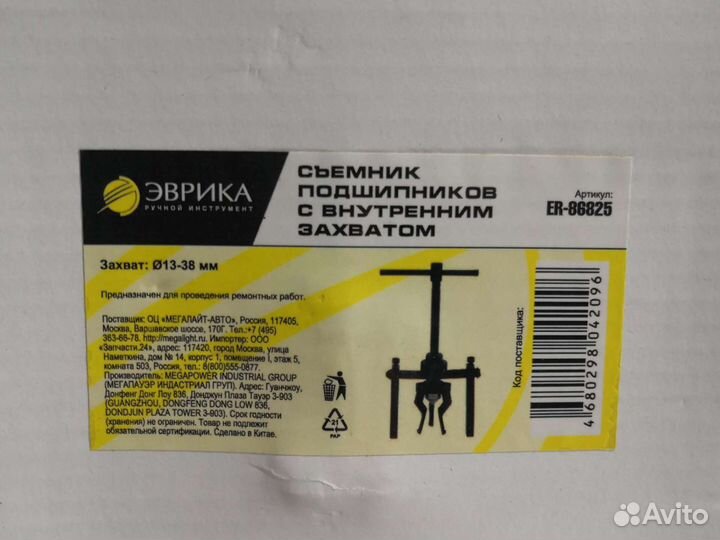 ЭВРИКА
РУЧНОЙ ИНСТРУМЕНТ
СЪЕМНИК
ПОДШИПНИКОВ
С ВНУТРЕННИМ
ЗАХВАТОМ
Артикул:
ER-86825
Захват: Ø13-38 мм
Предназначен для проведения ремонтных работ.
Поставщик: ОЦ «МЕГАЛАЙТ-АВТО», Россия, 117405,
Москва, Варшавское шоссе, 170Г. Тел.:+7 (495)
363-66-78. http://megalight.ru. Импортер: ООО
«Запчасти.24», адрес: 117420, город Москва, улица
Наметкина, дом № 14, корпус 1, помещение I, этаж 5,
комната 503, Россия, тел.: 8(800)555-0877.
Производитель: MEGAPOWER INDUSTRIAL GROUP
(МЕГАПАУЭР ИНДАСТРИАЛ ГРУП). Адрес: Гуанчжоу,
Донфенг Донг Лоу 836, Донджун Плаза Тауэр 3-903
(GUANGZHOU, DONGFENG DONG LOW 836,
DONDJUN PLAZA TOWER 3-903). Срок годности
(хранения) не ограничен. Товар не подлежит
обязательной сертификации. Сделано в Китае.
21
PAP
Код поставщика:
4 680298 042096
Avito